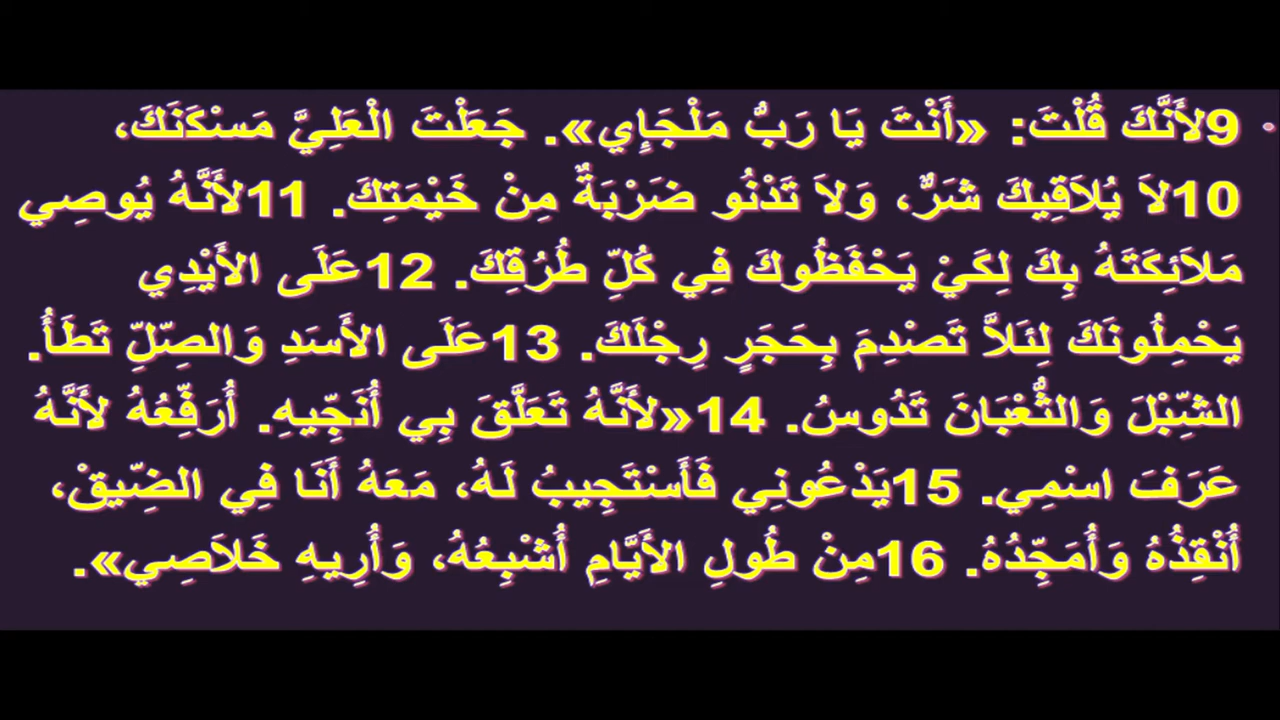 9لأَنَّكَ قُلْتَ: «أَنْتَ يَا رَبُّ مَلْجَإِي». جَعَلْتَ الْعَلِيَّ مَسْكَنَكَ،
10لاَ يُلاَقِيكَ شَرٌّ، وَلاَ تَدْنُو ضَرْبَةٌ مِنْ خَيْمَتِكَ. 11لأَنَّهُ يُوصِي
مَلاَئِكَتَهُ بِكَ لِكَيْ يَحْفَظُوكَ فِي كُلِّ طُرُقِكَ. 12عَلَى الأَيْدِي
يَحْمِلُونَكَ لِئَلاَّ تَصْدِمَ بِحَجَرٍ رِجْلَكَ. 13عَلَى الأَسَدِ وَالصِّلِّ تَطَأُ.
الشِّبْلَ وَالثُّعْبَانَ تَدُوسُ. 14«لأَنَّهُ تَعَلَّقَ بِي أُنَجِّيهِ. أُرَفِّعُهُ لأَنَّهُ
عَرَفَ اسْمِي. 15يَدْعُونِي فَأَسْتَجِيبُ لَهُ، مَعَهُ أَنَا فِي الضِّيقْ،
أُنْقِذُهُ وَأُمَجِّدُهُ. 16مِنْ طُولِ الأَيَّامِ أُشْبِعُهُ، وَأُرِيهِ خَلاَصِي».